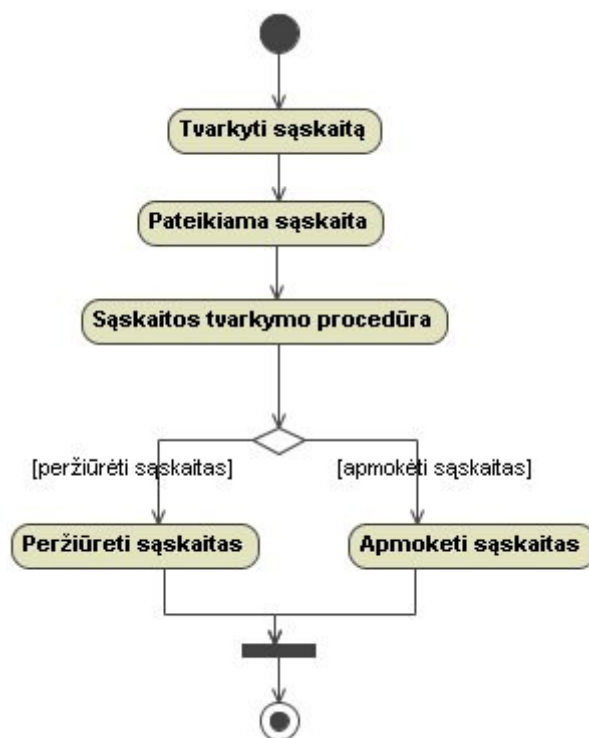 Tvarkyti sąskaitą
Pateikiama sąskaita
Sąskaitos tvarkymo procedūra
[peržiūrėti sąskaitas]
[apmokėti sąskaitas]
Peržiūreti sąskaitas
Apmoketi sąskaitas